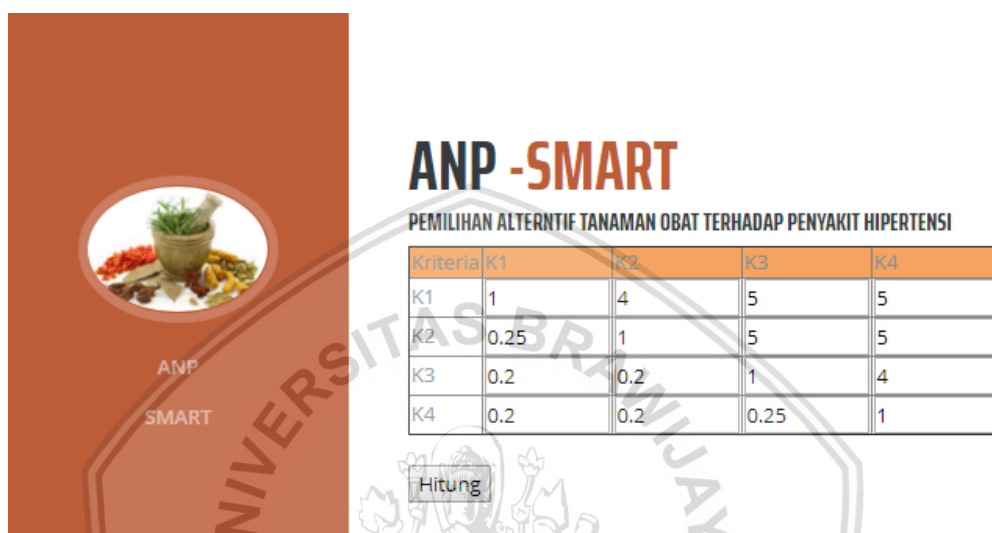 ANP
SMART
ANP -SMART
PEMILIHAN ALTERNTIF TANAMAN OBAT TERHADAP PENYAKIT HIPERTENSI
Kriteria K1 K2 K3 K4
K1 1 4 5 5
K2 0.25 1 5 5
K3 0.2 0.2 1 4
K4 0.2 0.2 0.25 1
Hitung
NIVERSITAS BRAWIJAY